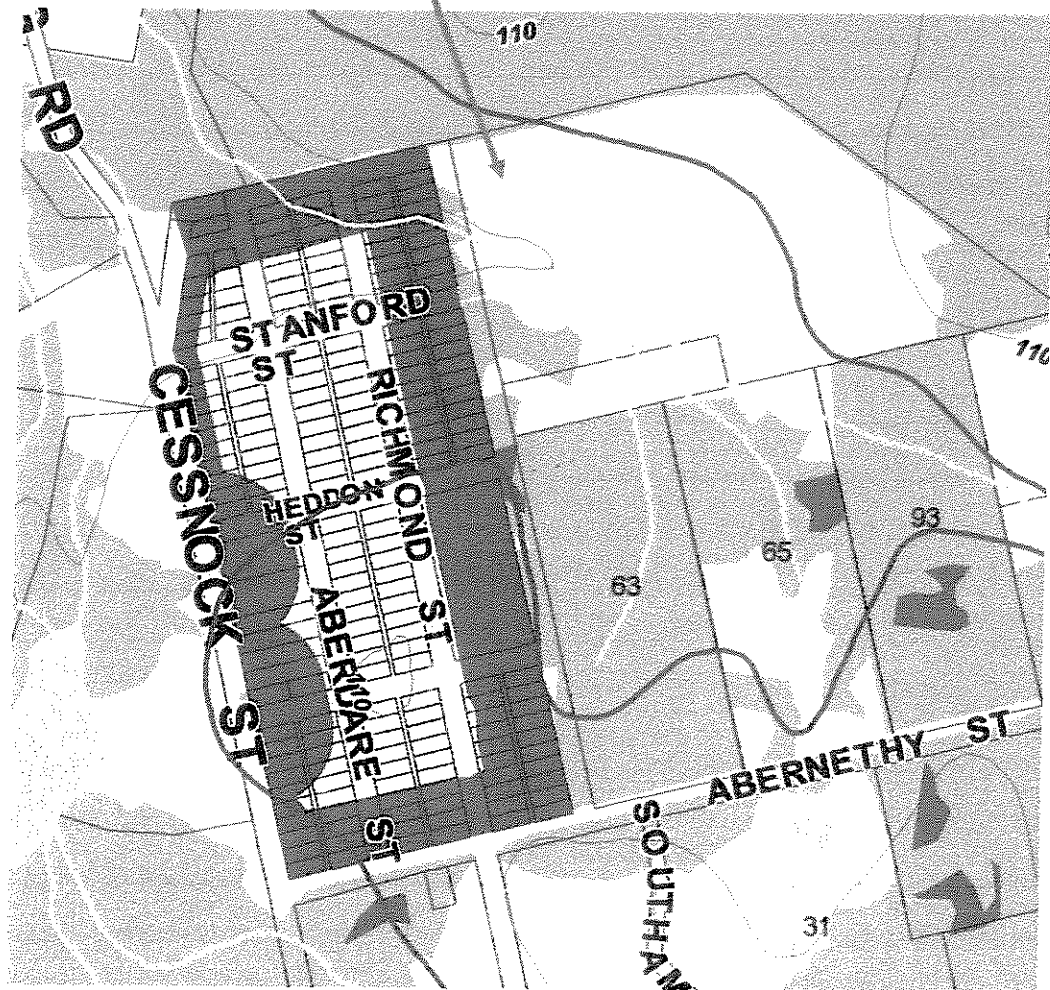 110
RD
STANFORD
ST
110
CESSNOCK
ST
RICHMOND ST
HEDDON
ST
93
65
63
ABERDARE
ST
110
ABERNETHY ST
SOUTHAM
31